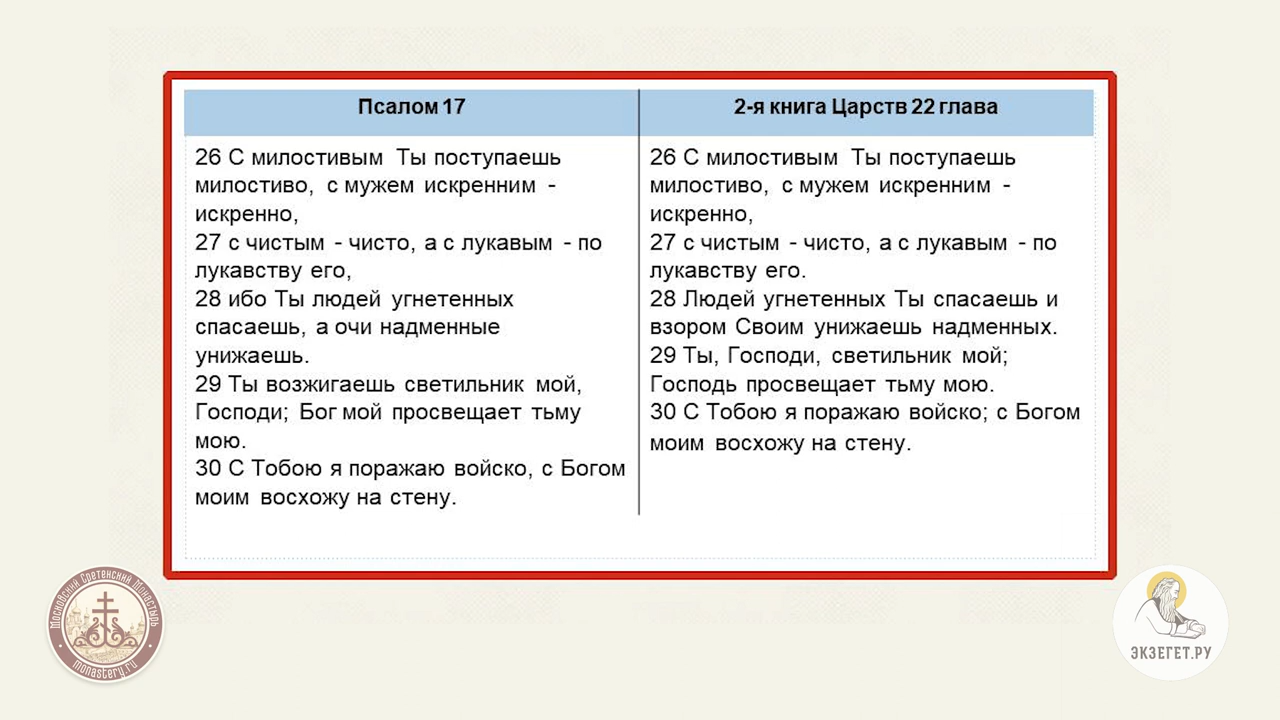 Псалом 17
26 С милостивым Ты поступаешь
милостиво, с мужем искренним -
искренно,
27 с чистым - чисто, а с лукавым - по
лукавству его,
28 ибо Ты людей угнетенных
спасаешь, а очи надменные
унижаешь.
29 Ты возжигаешь светильник мой,
Господи; Бог мой просвещает тьму
мою.
30 С Тобою я поражаю войско, с Богом
моим восхожу на стену.
2-я книга Царств 22 глава
26 С милостивым Ты поступаешь
милостиво, с мужем искренним -
искренно,
27 с чистым - чисто, а с лукавым - по
лукавству его.
28 Людей угнетенных Ты спасаешь и
взором Своим унижаешь надменных.
29 Ты, Господи, светильник мой;
Господь просвещает тьму мою.
30 С Тобою я поражаю войско; с Богом
моим восхожу на стену.
Московский Сретенский Монастырь
monastery.ru
ЭКЗЕГЕТ.РУ